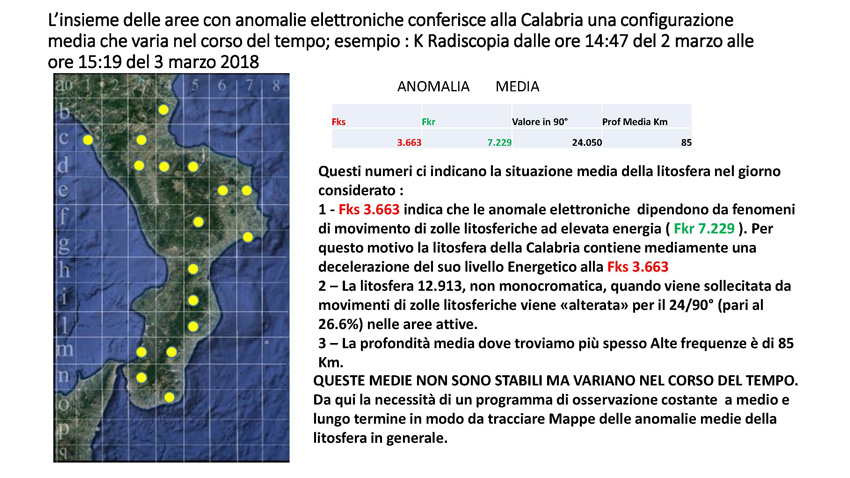 L’insieme delle aree con anomalie elettroniche conferisce alla Calabria una configurazione
media che varia nel corso del tempo; esempio : K Radiscopia dalle ore 14:47 del 2 marzo alle
ore 15:19 del 3 marzo 2018
a 0 1 2 3 4 5 6 7 8
b
c
d
e
f
g
h
i
l
m
n
o
p
q
ANOMALIA MEDIA
Fks Fkr Valore in 90° Prof Media Km
3.663 7.229 24.050 85
Questi numeri ci indicano la situazione media della litosfera nel giorno
considerato :
1 - Fks 3.663 indica che le anomale elettroniche dipendono da fenomeni
di movimento di zolle litosferiche ad elevata energia ( Fkr 7.229 ). Per
questo motivo la litosfera della Calabria contiene mediamente una
decelerazione del suo livello Energetico alla Fks 3.663
2 – La litosfera 12.913, non monocromatica, quando viene sollecitata da
movimenti di zolle litosferiche viene «alterata» per il 24/90° (pari al
26.6%) nelle aree attive.
3 – La profondità media dove troviamo più spesso Alte frequenze è di 85
Km.
QUESTE MEDIE NON SONO STABILI MA VARIANO NEL CORSO DEL TEMPO.
Da qui la necessità di un programma di osservazione costante a medio e
lungo termine in modo da tracciare Mappe delle anomalie medie della
litosfera in generale.